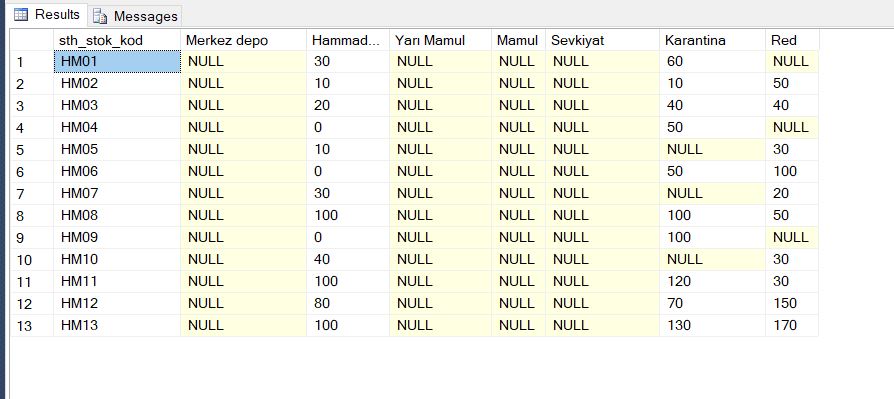 Results Messages
sth_stok_kod Merkez depo Hammad... Yarı Mamul Mamul Sevkiyat Karantina Red
1 HM01 NULL 30 NULL NULL NULL 60 NULL
2 HM02 NULL 10 NULL NULL NULL 10 50
3 HM03 NULL 20 NULL NULL NULL 40 40
4 HM04 NULL 0 NULL NULL NULL 50 NULL
5 HM05 NULL 10 NULL NULL NULL NULL 30
6 HM06 NULL 0 NULL NULL NULL 50 100
7 HM07 NULL 30 NULL NULL NULL NULL 20
8 HM08 NULL 100 NULL NULL NULL 100 50
9 HM09 NULL 0 NULL NULL NULL 100 NULL
10 HM10 NULL 40 NULL NULL NULL NULL 30
11 HM11 NULL 100 NULL NULL NULL 120 30
12 HM12 NULL 80 NULL NULL NULL 70 150
13 HM13 NULL 100 NULL NULL NULL 130 170